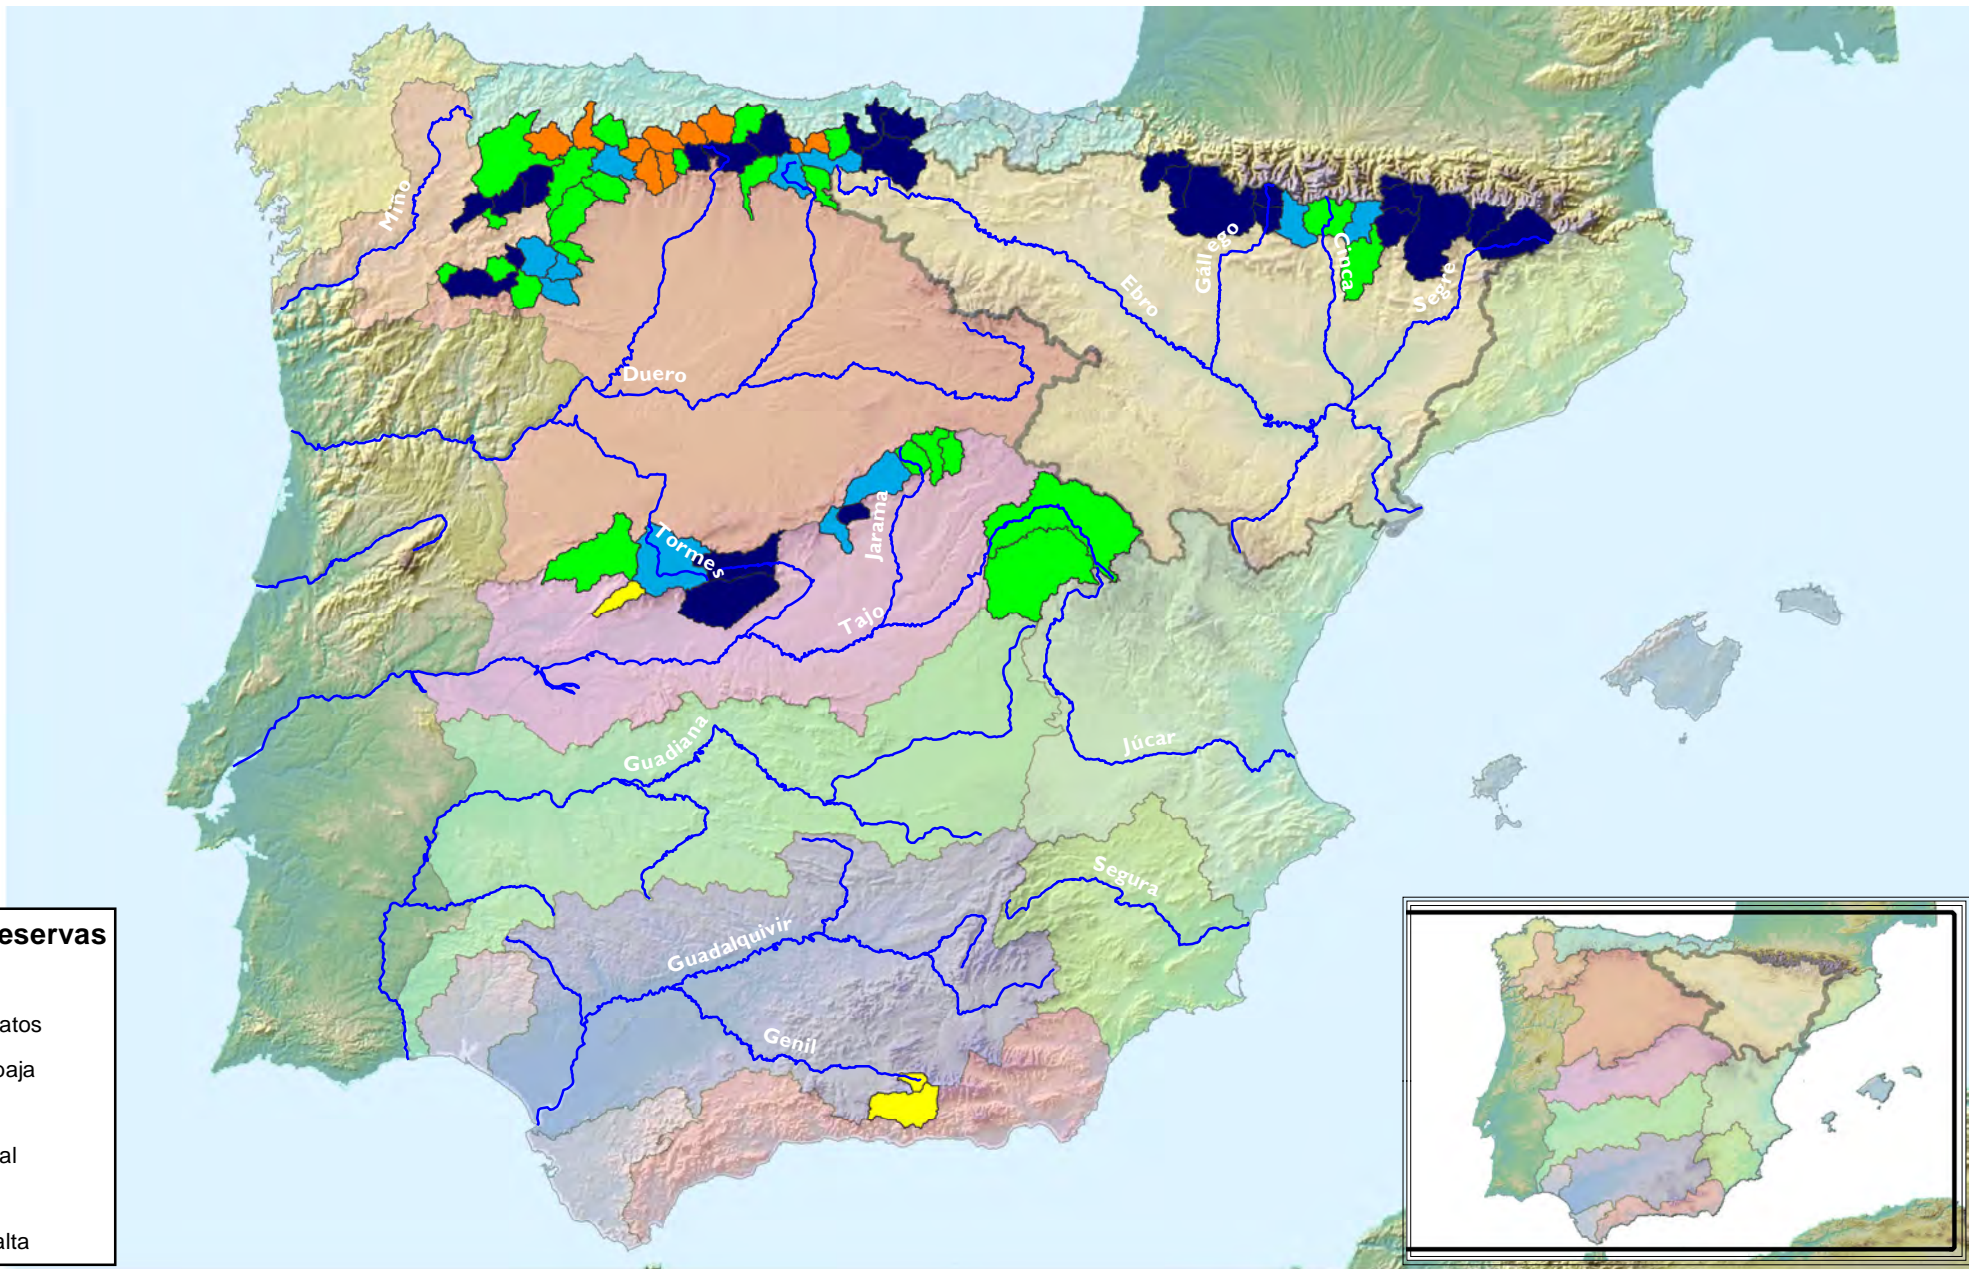 Miño
Duero
Ebro
Gállego
Cinca
Segre
Tormes
Jarama
Tajo
Guadiana
Júcar
Segura
Guadalquivir
Genil
eservas
atos
baja
al
alta